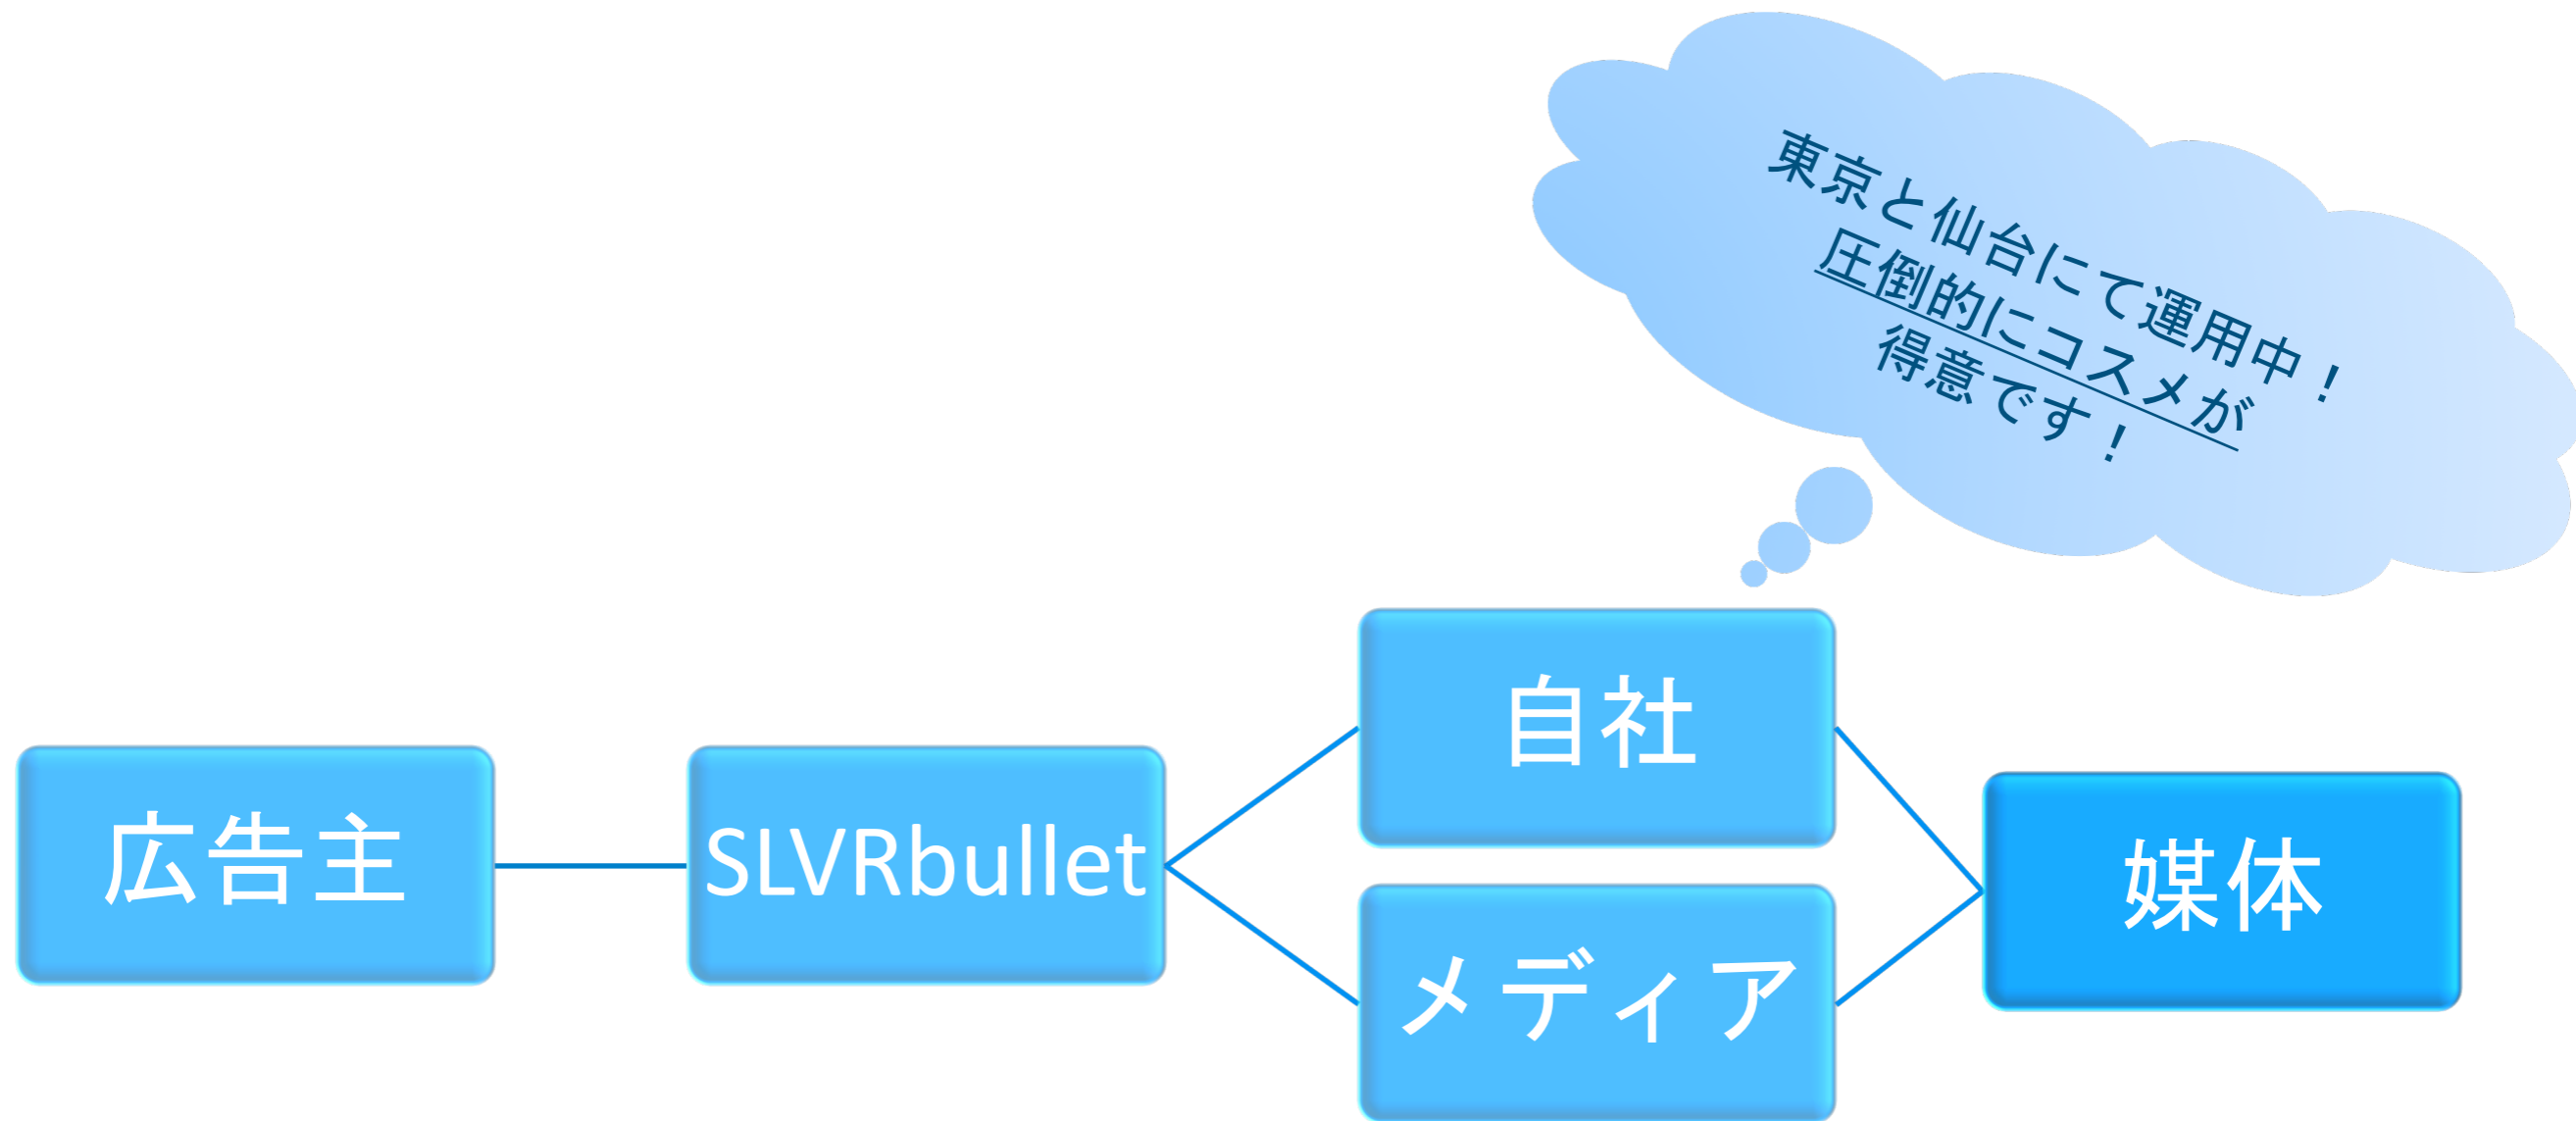 東京と仙台にて運用中！
圧倒的にコスメが
得意です！
広告主
SLVRbullet
自社
メディア
媒体